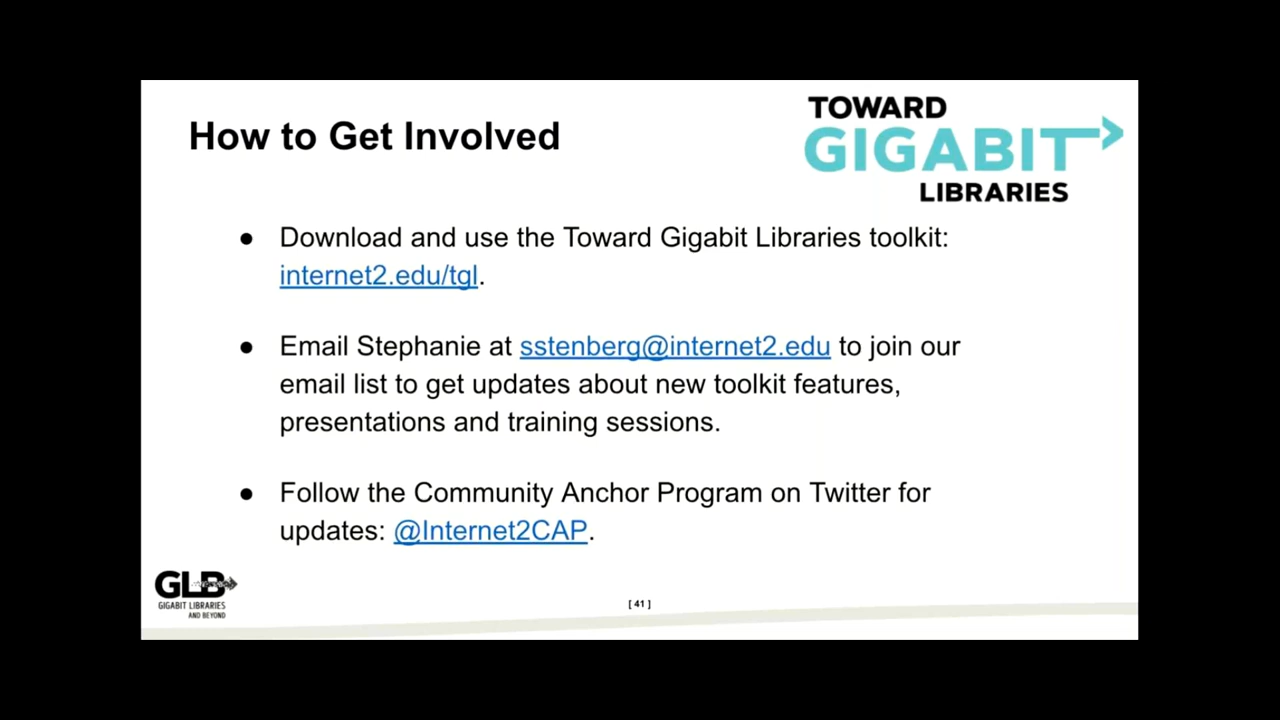 How to Get Involved
TOWARD
GIGABIT
LIBRARIES
● Download and use the Toward Gigabit Libraries toolkit:
internet2.edu/tgl.
● Email Stephanie at sstenberg@internet2.edu to join our
email list to get updates about new toolkit features,
presentations and training sessions.
● Follow the Community Anchor Program on Twitter for
updates: @Internet2CAP.
GLB
GIGABIT LIBRARIES
AND BEYOND
[ 41 ]